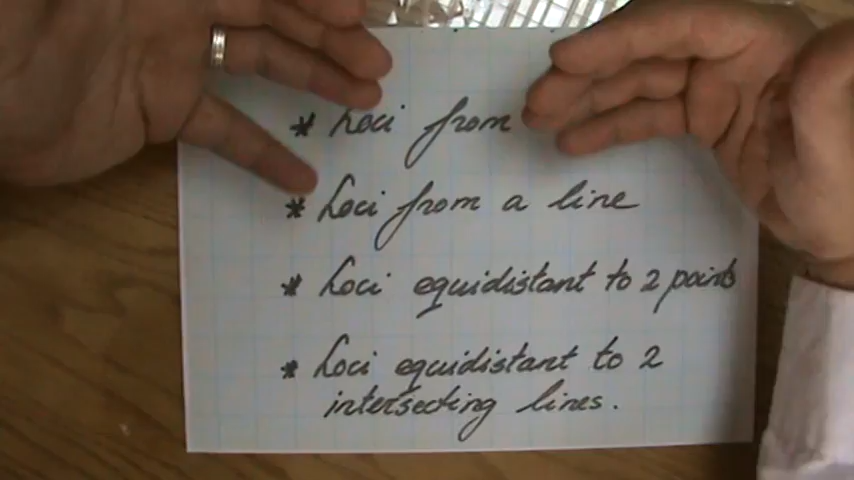 * Loci from
* Loci from a line
* Loci equidistant to 2 points
* Loci equidistant to 2
intersecting lines.